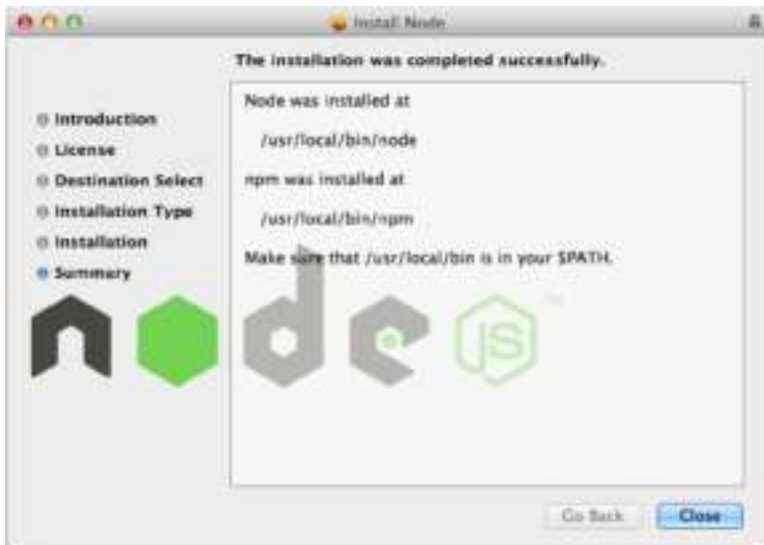 Install Node
The installation was completed successfully.
Introduction
License
Destination Select
Installation Type
Installation
Summary
Node was installed at
/usr/local/bin/node
npm was installed at
/usr/local/bin/npm
Make sure that /usr/local/bin is in your $PATH.
node
JS
Go Back
Close